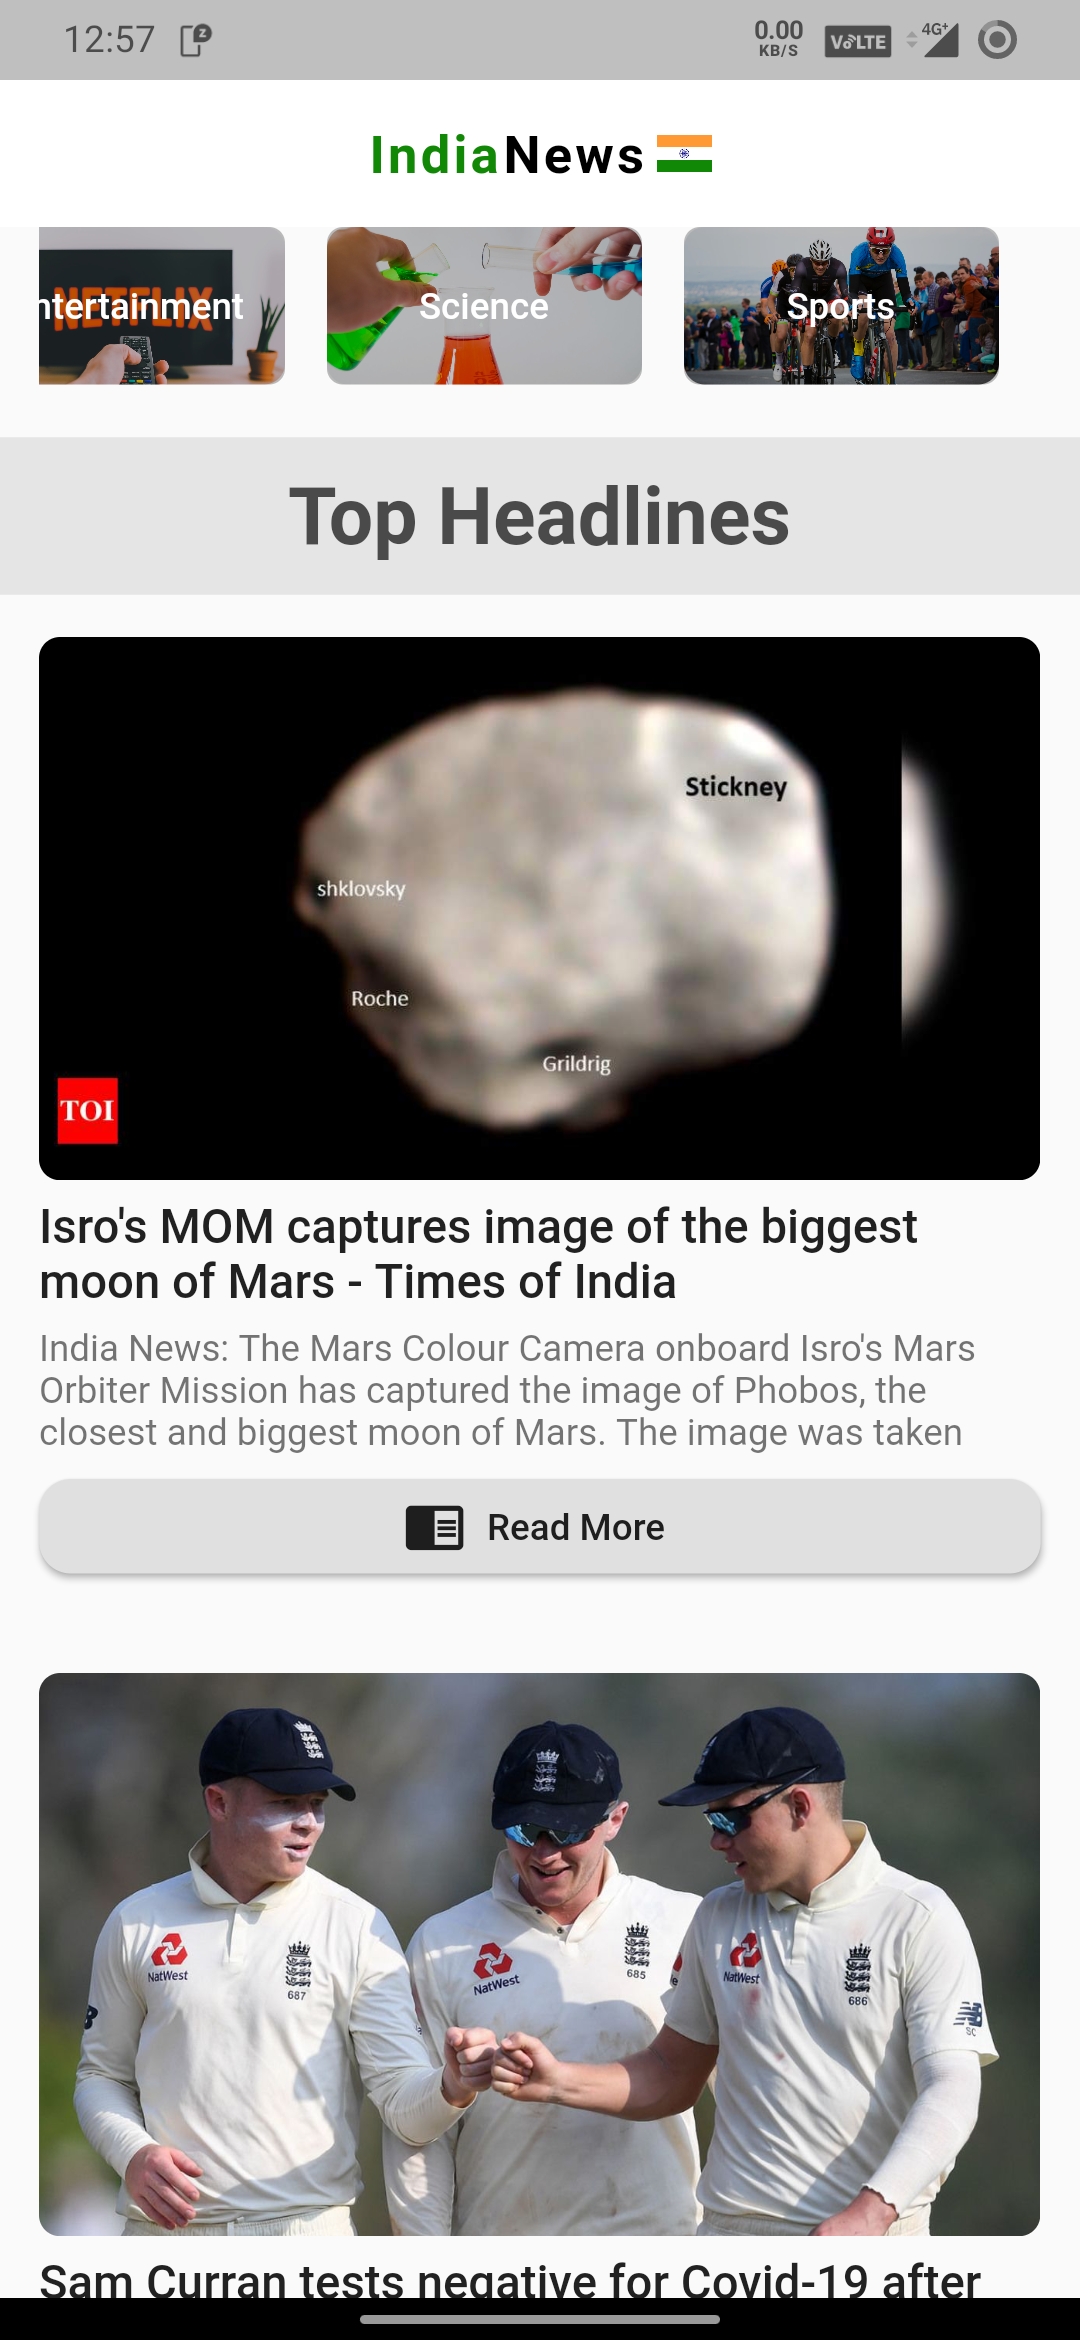 12:57
2
0.00
KB/S
VoLTE
4G+
IndiaNews
ntertainment
NETFLIX
Science
Sports
Top Headlines
Stickney
shklovsky
Roche
Grildrig
TOI
Isro's MOM captures image of the biggest
moon of Mars - Times of India
India News: The Mars Colour Camera onboard Isro's Mars
Orbiter Mission has captured the image of Phobos, the
closest and biggest moon of Mars. The image was taken
Read More
NatWest
687
NatWest
685
NatWest
686
SC
Sam Curran tests negative for Covid-19 after